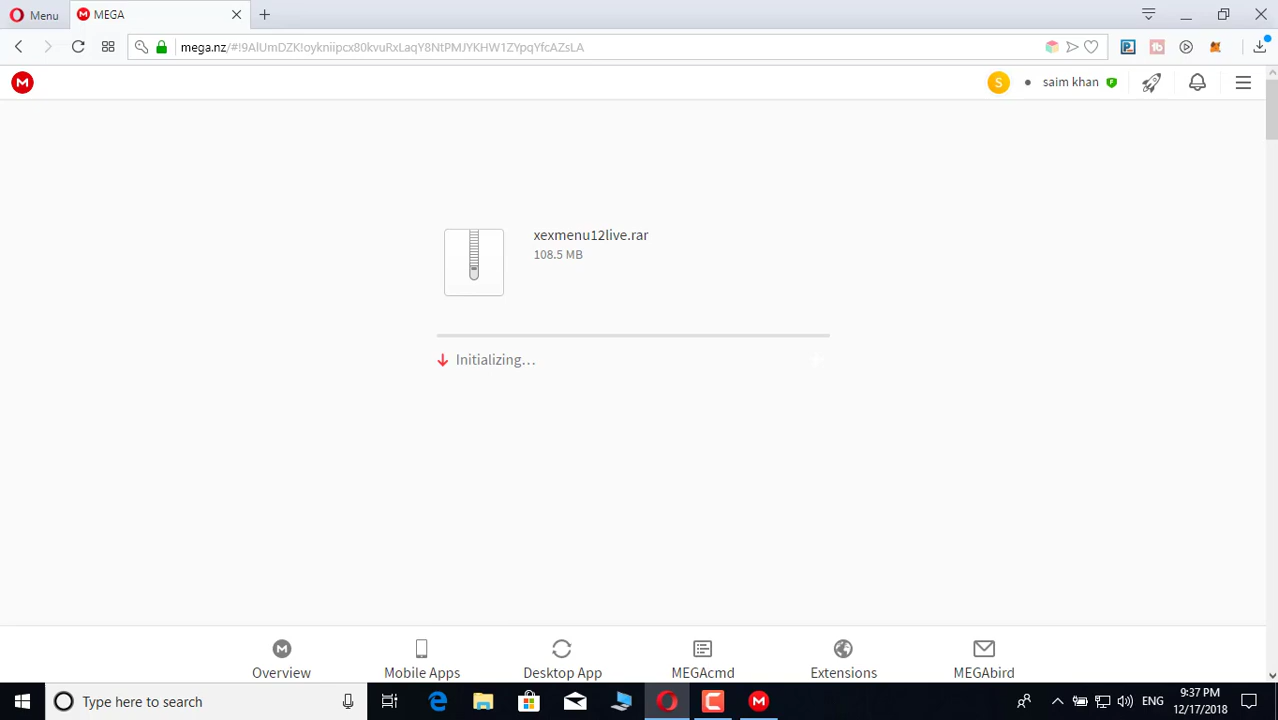 Menu
MEGA
mega.nz/#!9AlUmDZK!oykniipcx80kvuRxLaqY8NtPMJYKHW1ZYpqYfcAZsLA
S
saim khan
xexmenu12live.rar
108.5 MB
Initializing...
Overview
Mobile Apps
Desktop App
MEGAcmd
Extensions
MEGAbird
Type here to search
ENG
9:37 PM
12/17/2018